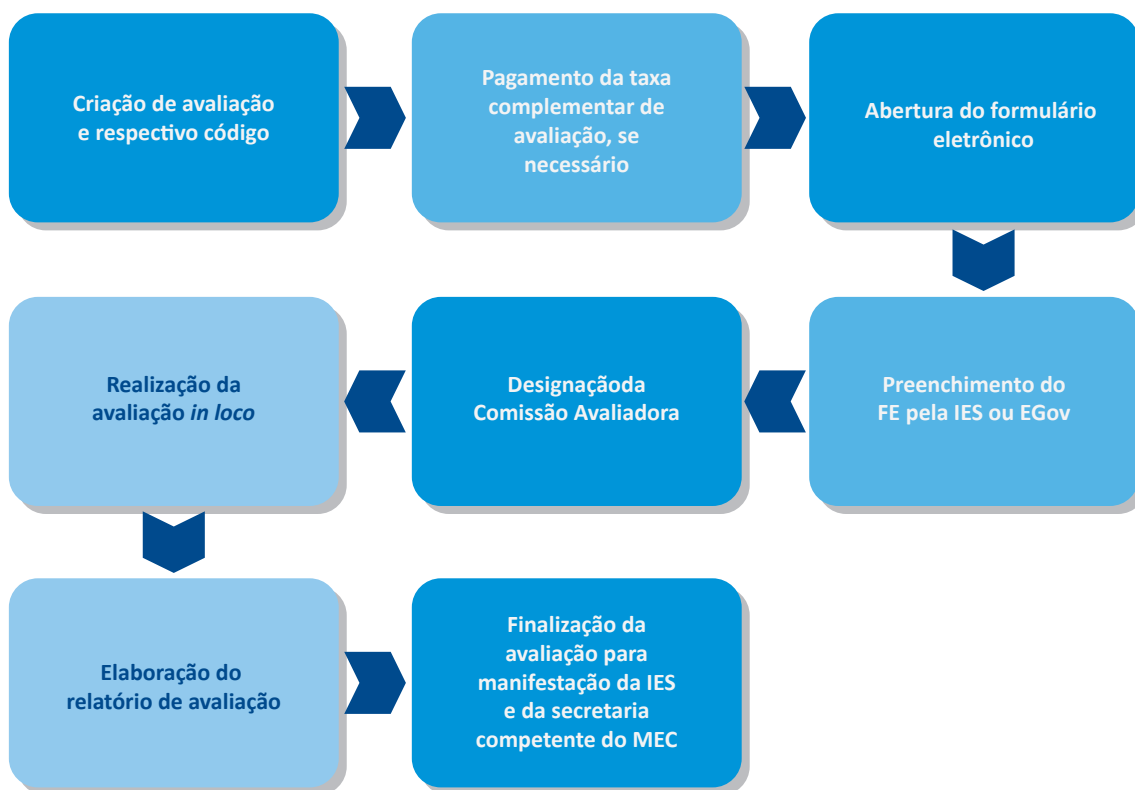 Criação de avaliação
e respectivo código
Pagamento da taxa
complementar de
avaliação, se
necessário
Abertura do formulário
eletrônico
Preenchimento do
FE pela IES ou EGov
Designaçãoda
Comissão Avaliadora
Realização da
avaliação in loco
Elaboração do
relatório de avaliação
Finalização da
avaliação para
manifestação da IES
e da secretaria
competente do MEC